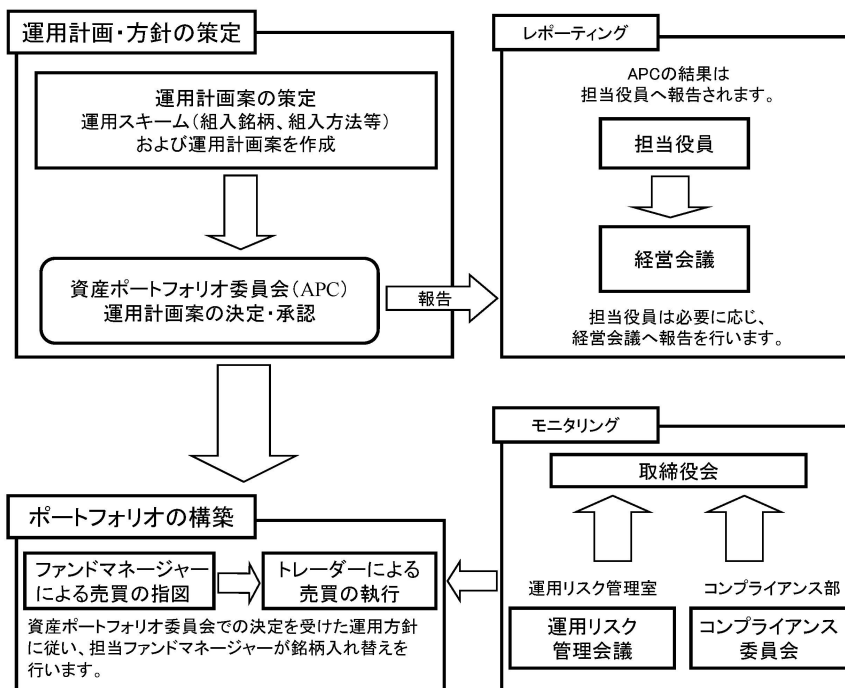 運用計画・方針の策定
運用計画案の策定
運用スキーム(組入銘柄、組入方法等)
および運用計画案を作成
資産ポートフォリオ委員会(APC)
運用計画案の決定・承認
報告
レポーティング
APCの結果は
担当役員へ報告されます。
担当役員
経営会議
担当役員は必要に応じ、
経営会議へ報告を行います。
ポートフォリオの構築
ファンドマネージャー
による売買の指図
トレーダーによる
売買の執行
資産ポートフォリオ委員会での決定を受けた運用方針
に従い、担当ファンドマネージャーが銘柄入れ替えを
行います。
モニタリング
取締役会
運用リスク管理室
運用リスク
管理会議
コンプライアンス部
コンプライアンス
委員会